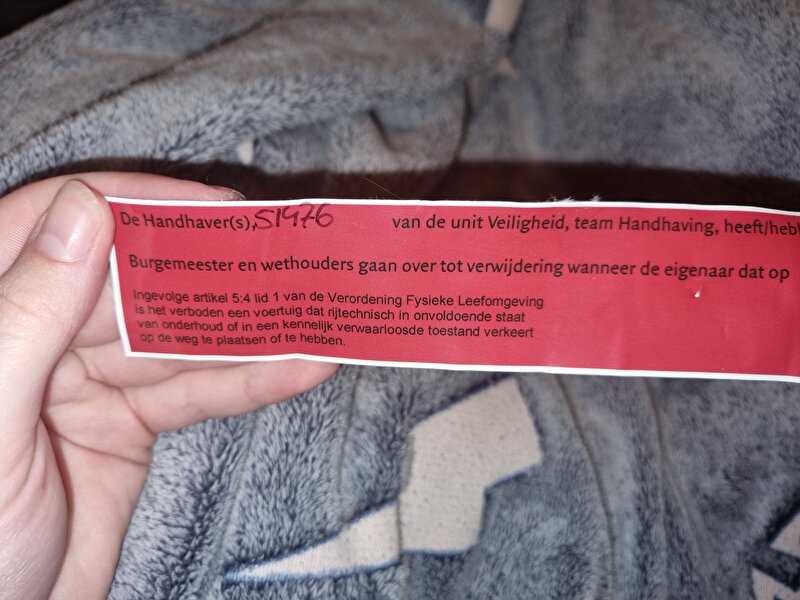 De Handhaver(s), 51976 van de unit Veiligheid, team Handhaving, heeft/hebb
Burgemeester en wethouders gaan over tot verwijdering wanneer de eigenaar dat op
Ingevolge artikel 5:4 lid 1 van de Verordening Fysieke Leefomgeving
is het verboden een voertuig dat rijtechnisch in onvoldoende staat
van onderhoud of in een kennelijk verwaarloosde toestand verkeert
op de weg te plaatsen of te hebben.